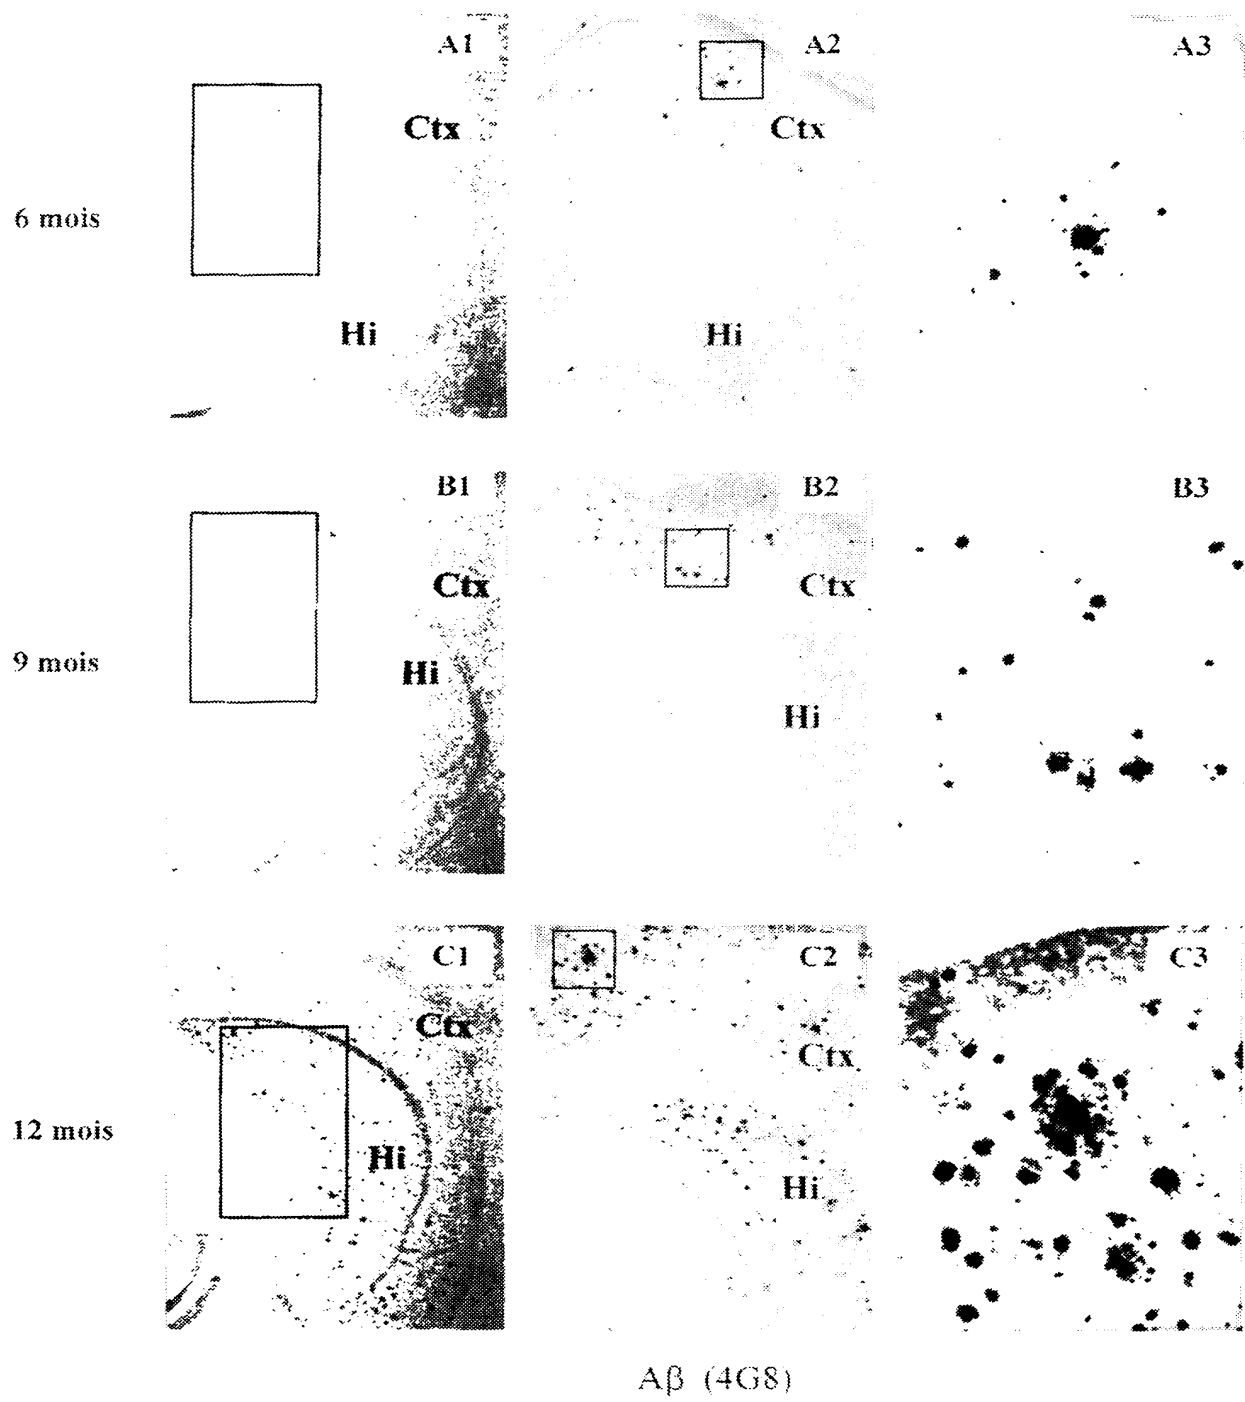 A1
A2
A3
Ctx
Ctx
6 mois
Hi
Hi
B1
B2
B3
Ctx
Ctx
9 mois
Hi
Hi
C1
C2
C3
Ctx
Ctx
12 mois
Hi
Hi
Aβ (4G8)